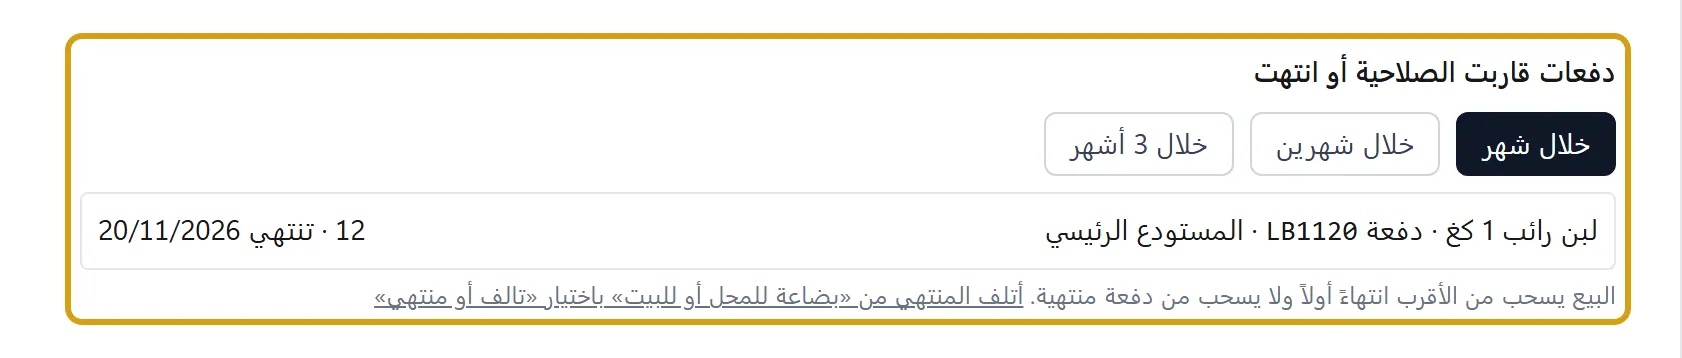 دفعات قاربت الصلاحية أو انتهت
خلال شهر
خلال شهرين
خلال 3 أشهر
لبن رائب 1 كغ · دفعة LB1120 · المستودع الرئيسي
12 · تنتهي 20/11/2026
البيع يسحب من الأقرب انتهاءً أولاً ولا يسحب من دفعة منتهية. أتلف المنتهي من «بضاعة للمحل أو للبيت» باختيار «تالف أو منتهي»